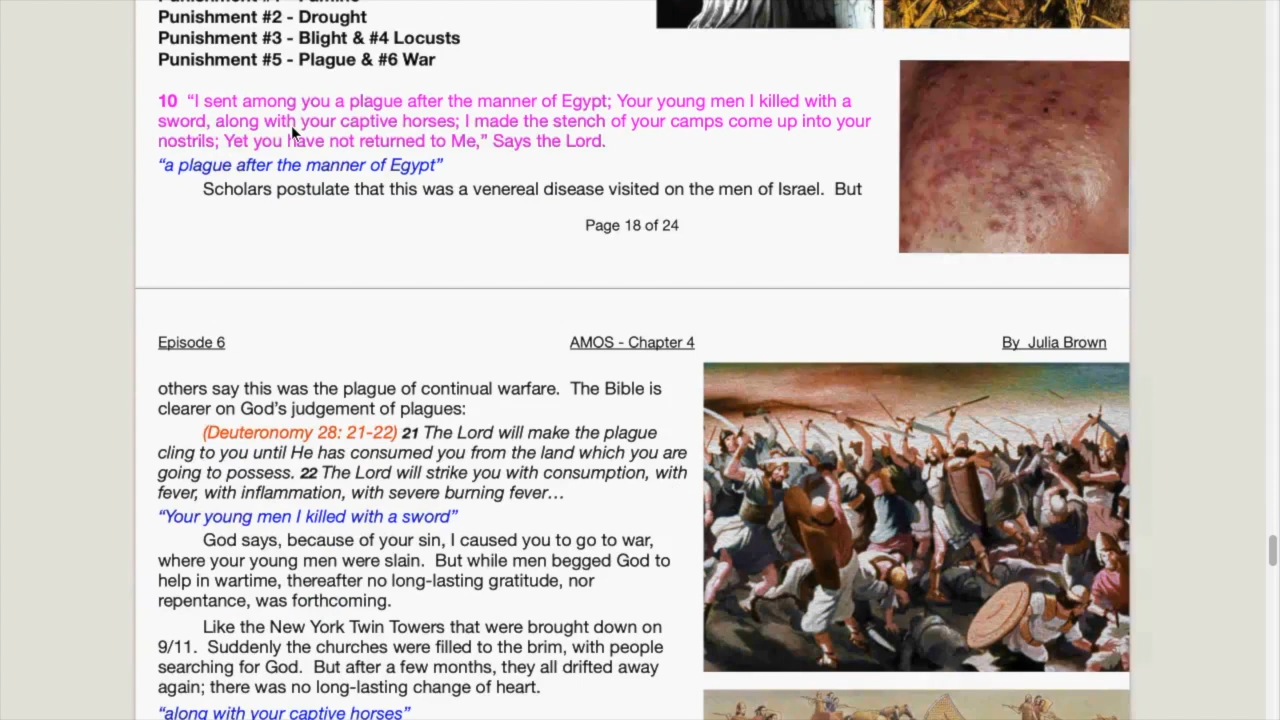 Punishment #2 - Drought
Punishment #3 - Blight & #4 Locusts
Punishment #5 - Plague & #6 War
10 “I sent among you a plague after the manner of Egypt; Your young men I killed with a
sword, along with your captive horses; I made the stench of your camps come up into your
nostrils; Yet you have not returned to Me,” Says the Lord.
“a plague after the manner of Egypt”
Scholars postulate that this was a venereal disease visited on the men of Israel.  But
Page 18 of 24
Episode 6
AMOS - Chapter 4
By  Julia Brown
others say this was the plague of continual warfare.  The Bible is
clearer on God’s judgement of plagues:
(Deuteronomy 28: 21-22) 21 The Lord will make the plague
cling to you until He has consumed you from the land which you are
going to possess. 22 The Lord will strike you with consumption, with
fever, with inflammation, with severe burning fever…
“Your young men I killed with a sword”
God says, because of your sin, I caused you to go to war,
where your young men were slain.  But while men begged God to
help in wartime, thereafter no long-lasting gratitude, nor
repentance, was forthcoming.
Like the New York Twin Towers that were brought down on
9/11.  Suddenly the churches were filled to the brim, with people
searching for God.  But after a few months, they all drifted away
again; there was no long-lasting change of heart.
“along with your captive horses”